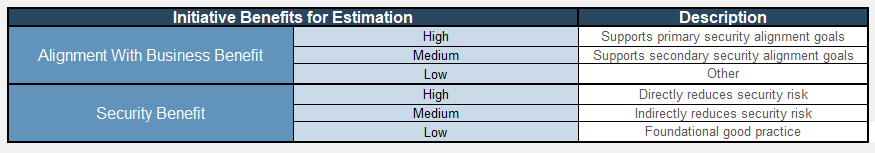 Initiative Benefits for Estimation Description
Alignment With Business Benefit
High Supports primary security alignment goals
Medium Supports secondary security alignment goals
Low Other
Security Benefit
High Directly reduces security risk
Medium Indirectly reduces security risk
Low Foundational good practice